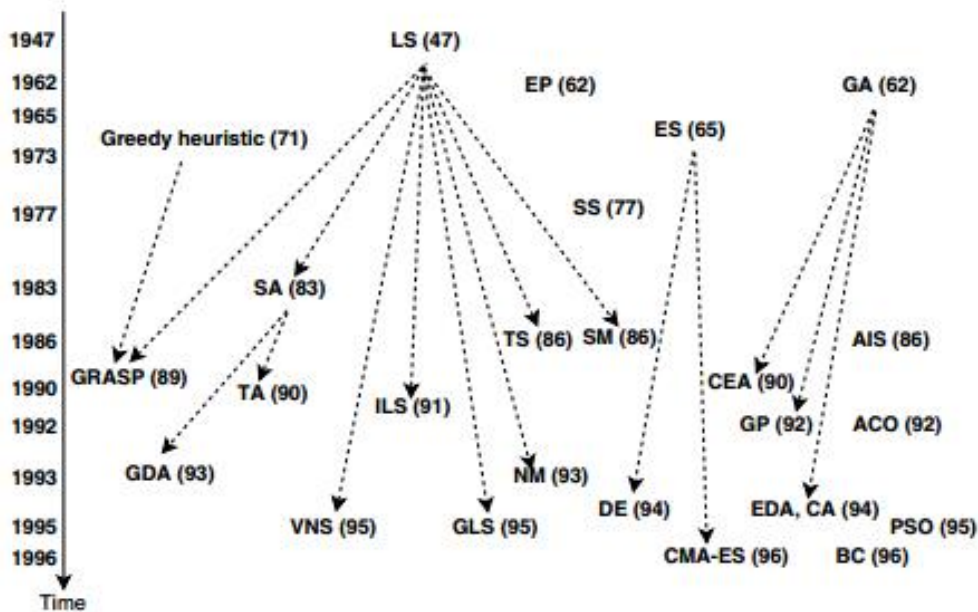 1947
LS (47)
1962
EP (62)
GA (62)
1965
ES (65)
Greedy heuristic (71)
1973
SS (77)
1977
1983
SA (83)
1986
TS (86)
SM (86)
AIS (86)
GRASP (89)
1990
TA (90)
CEA (90)
ILS (91)
1992
GP (92)
ACO (92)
GDA (93)
1993
NM (93)
DE (94)
EDA, CA (94)
1995
VNS (95)
GLS (95)
PSO (95)
1996
CMA-ES (96)
BC (96)
Time